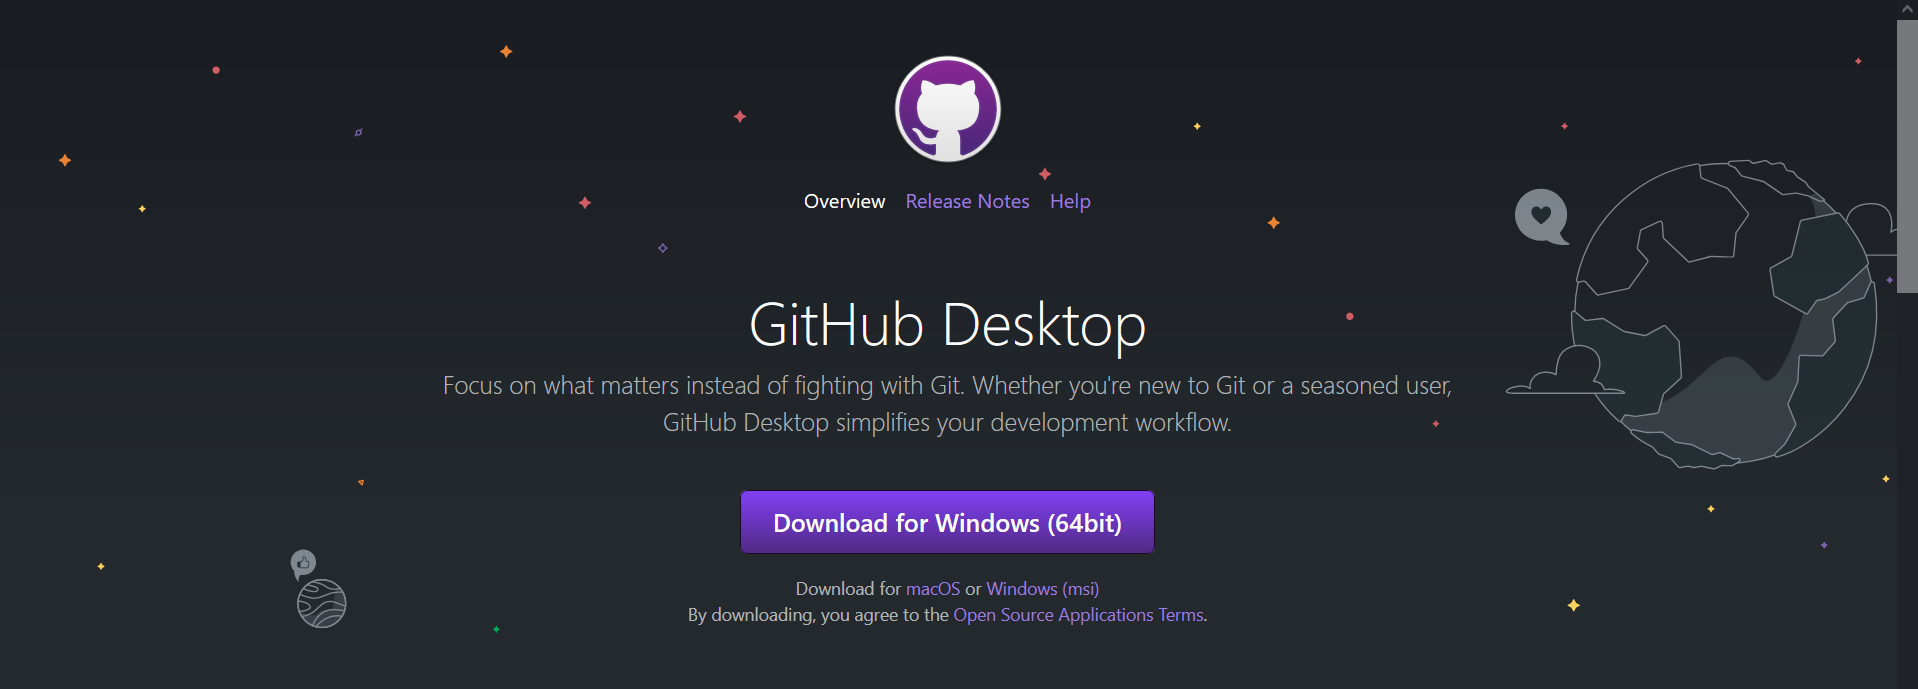 Overview Release Notes Help
GitHub Desktop
Focus on what matters instead of fighting with Git. Whether you're new to Git or a seasoned user,
GitHub Desktop simplifies your development workflow.
Download for Windows (64bit)
Download for macOS or Windows (msi)
By downloading, you agree to the Open Source Applications Terms.